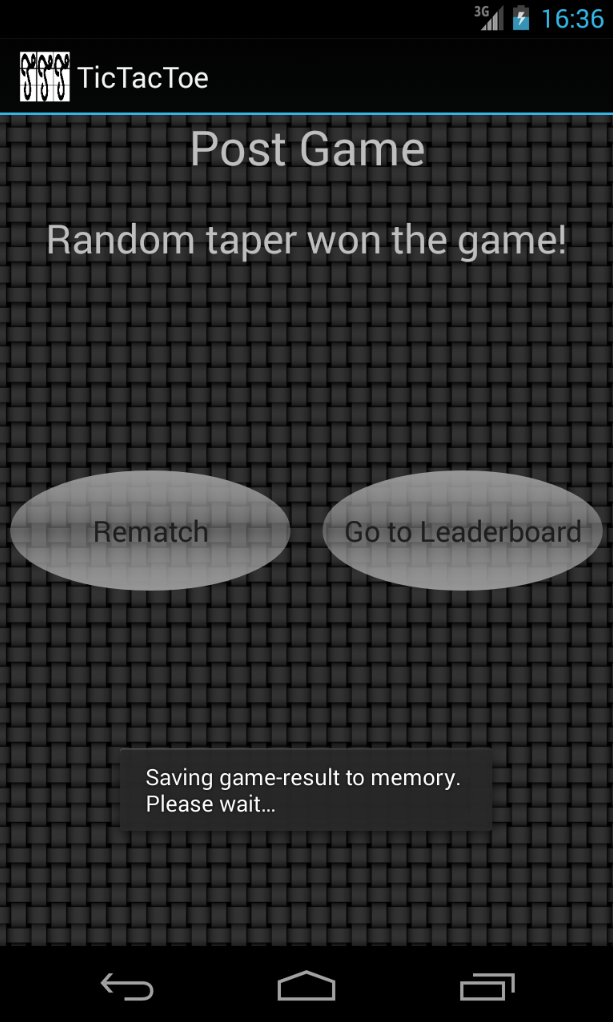 3G 16:36
TicTacToe
Post Game
Random taper won the game!
Rematch Go to Leaderboard
Saving game-result to memory.
Please wait...